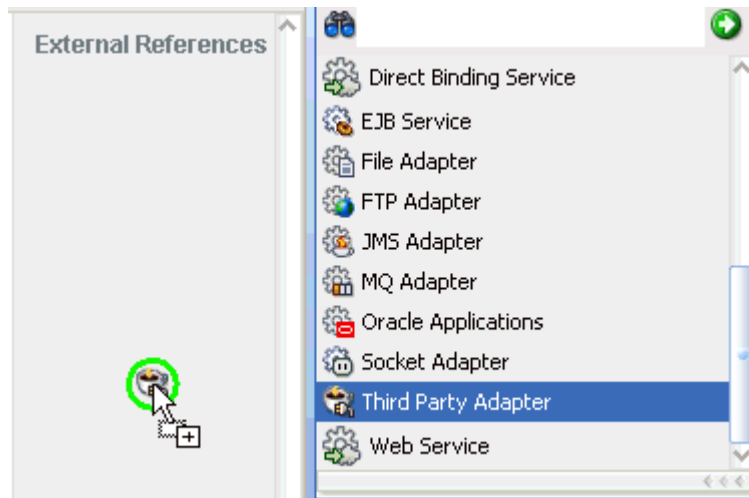 External References
Direct Binding Service
EJB Service
File Adapter
FTP Adapter
JMS Adapter
MQ Adapter
Oracle Applications
Socket Adapter
Third Party Adapter
Web Service